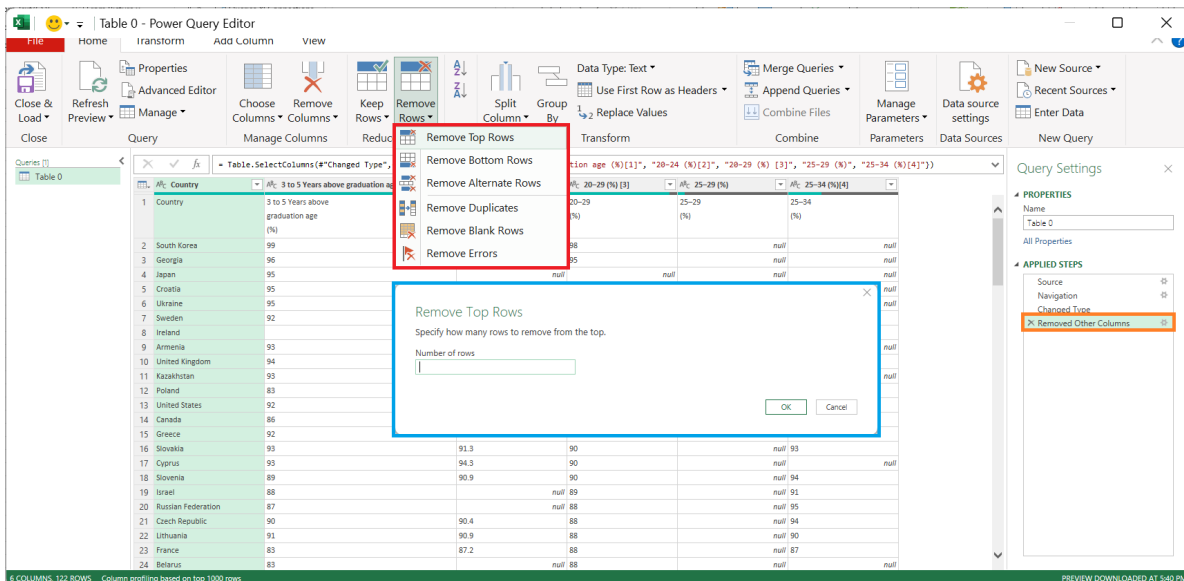 Table 0 - Power Query Editor
File Home Transform Add Column View
Close & Load
Close
Refresh Preview
Properties
Advanced Editor
Manage
Query
Choose Columns
Remove Columns
Manage Columns
Keep Rows
Remove Rows
Reduc
Split Column
Group By
Data Type: Text
Use First Row as Headers
Replace Values
Transform
Merge Queries
Append Queries
Combine Files
Combine
Manage Parameters
Parameters
Data source settings
Data Sources
New Source
Recent Sources
Enter Data
New Query
Remove Top Rows
Remove Bottom Rows
Remove Alternate Rows
Remove Duplicates
Remove Blank Rows
Remove Errors
Queries [1]
Table 0
fx = Table.SelectColumns(#"Changed Type", tion age (%)[1]", "20–24 (%)[2]", "20–29 (%) [3]", "25–29 (%)", "25–34 (%)[4]"})
Country 3 to 5 Years above graduation ag 20–29 (%) [3] 25–29 (%) 25–34 (%)[4]
1 Country 3 to 5 Years above 20–29 25–29 25–34
graduation age (%) (%) (%)
(%)
2 South Korea 99 98 null null
3 Georgia 96 95 null null
4 Japan 95 null null null
5 Croatia 95 null
6 Ukraine 95 null
7 Sweden 92
8 Ireland
9 Armenia 93 null
10 United Kingdom 94
11 Kazakhstan 93 null
12 Poland 83
13 United States 92
14 Canada 86
15 Greece 92
16 Slovakia 93 91.3 90 null 93
17 Cyprus 93 94.3 90 null null
18 Slovenia 89 90.9 90 null 94
19 Israel 88 null 89 null 91
20 Russian Federation 87 null 88 null 95
21 Czech Republic 90 90.4 88 null 94
22 Lithuania 91 90.9 88 null 90
23 France 83 87.2 88 null 87
24 Belarus 83 null 88 null null
Remove Top Rows
Specify how many rows to remove from the top.
Number of rows
OK Cancel
Query Settings
PROPERTIES
Name
Table 0
All Properties
APPLIED STEPS
Source
Navigation
Changed Type
Removed Other Columns
6 COLUMNS, 122 ROWS Column profiling based on top 1000 rows
PREVIEW DOWNLOADED AT 5:40 PM